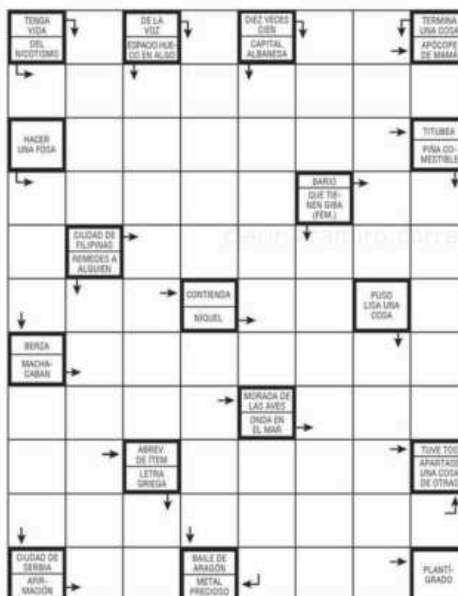 TENGA
VIDA
DEL
NICOTISMO
DE LA
VOZ
ESPACIO HUE-
CO EN ALGO
DIEZ VECES
CIEN
CAPITAL
ALBANESA
TERMINA
UNA COSA
APÓCOPE
DE MAMÁ
HACER
UNA FOSA
TITUBEA
PIÑA CO-
MESTIBLE
BARIO
QUE TIE-
NEN GIBA
(FEM.)
CIUDAD DE
FILIPINAS
REMEDES A
ALGUIEN
CONTIENDA
NÍQUEL
PUSO
LISA UNA
COSA
BERZA
MACHA-
CABAN
MORADA DE
LAS AVES
ONDA EN
EL MAR
ABREV.
DE ÍTEM
LETRA
GRIEGA
TUVE TOS
APARTASE
UNA COSA
DE OTRAS
CIUDAD DE
SERBIA
AFIR-
MACIÓN
BAILE DE
ARAGÓN
METAL
PRECIOSO
PLANTÍ-
GRADO